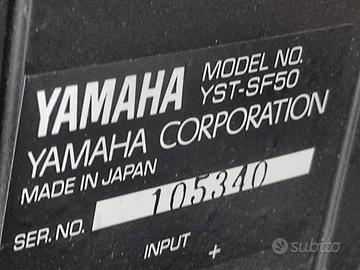 YAMAHA MODEL NO.
YST-SF50
YAMAHA CORPORATION
MADE IN JAPAN
SER. NO. 105340
INPUT +
subito